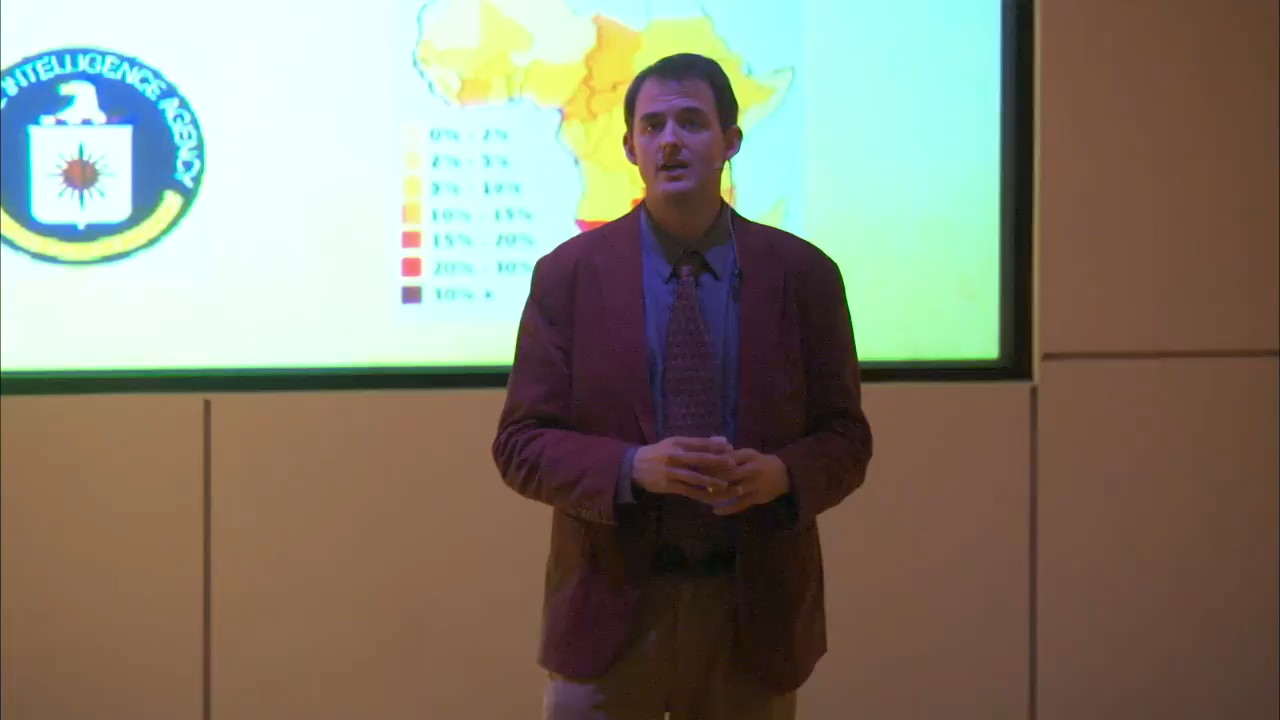 INTELLIGENCE AGENCY
0% - 2%
2% - 5%
5% - 10%
10% - 15%
15% - 20%
20% - 30%
30% +